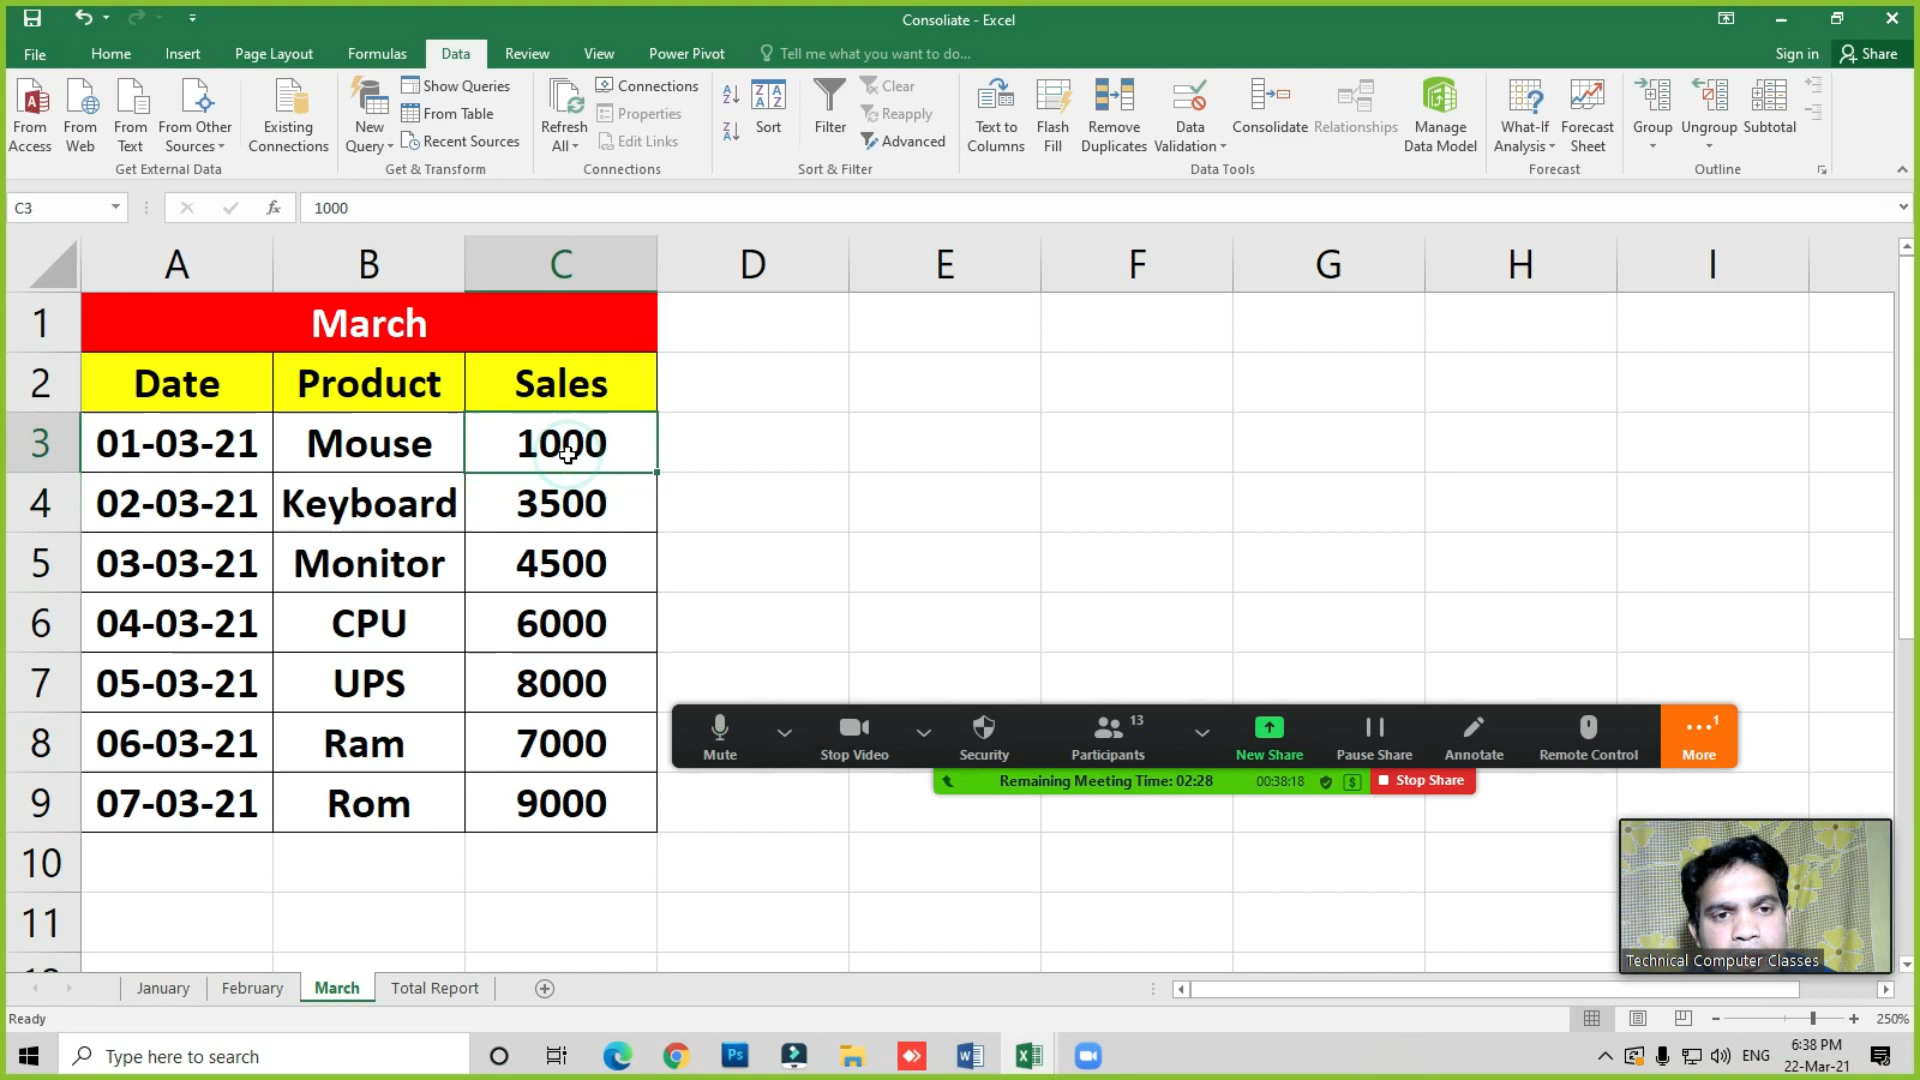 Consoliate - Excel
File Home Insert Page Layout Formulas Data Review View Power Pivot Tell me what you want to do... Sign in Share
From Access
From Web
From Text
From Other Sources
Existing Connections
Get External Data
New Query
Show Queries
From Table
Recent Sources
Get & Transform
Refresh All
Connections
Properties
Edit Links
Connections
Sort
Filter
Clear
Reapply
Advanced
Sort & Filter
Text to Columns
Flash Fill
Remove Duplicates
Data Validation
Consolidate
Relationships
Manage Data Model
Data Tools
What-If Analysis
Forecast Sheet
Forecast
Group
Ungroup
Subtotal
Outline
C3 fx 1000
A B C D E F G H I
1 March
2 Date Product Sales
3 01-03-21 Mouse 1000
4 02-03-21 Keyboard 3500
5 03-03-21 Monitor 4500
6 04-03-21 CPU 6000
7 05-03-21 UPS 8000
8 06-03-21 Ram 7000
9 07-03-21 Rom 9000
10
11
Mute Stop Video Security Participants 13 New Share Pause Share Annotate Remote Control More 1
Remaining Meeting Time: 02:28 00:38:18 $ Stop Share
Technical Computer Classes
January February March Total Report
Ready 250%
Type here to search Ps ENG 6:38 PM
22-Mar-21